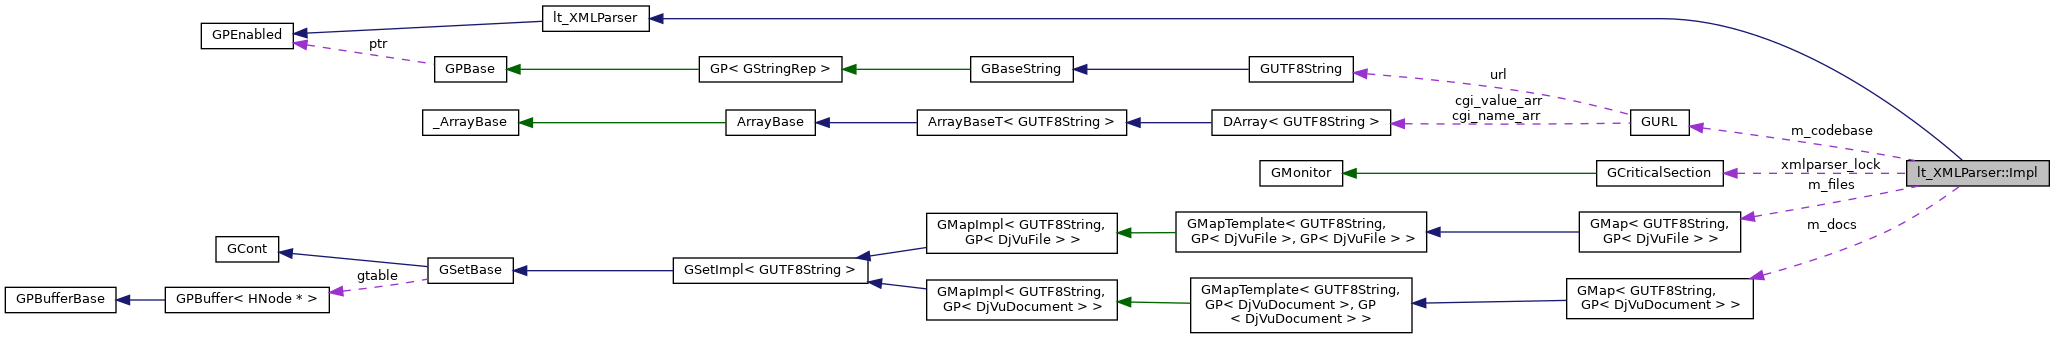 lt_XMLParser
GPEnabled
ptr
GPBase
GP< GStringRep >
GBaseString
GUTF8String
url
_ArrayBase
ArrayBase
ArrayBaseT< GUTF8String >
DArray< GUTF8String >
cgi_value_arr
cgi_name_arr
GURL
m_codebase
GMonitor
GCriticalSection
xmlparser_lock
lt_XMLParser::Impl
m_files
m_docs
GMapImpl< GUTF8String,
GP< DjVuFile > >
GMapTemplate< GUTF8String,
GP< DjVuFile >, GP< DjVuFile > >
GMap< GUTF8String,
GP< DjVuFile > >
GCont
GSetBase
GSetImpl< GUTF8String >
gtable
GPBufferBase
GPBuffer< HNode * >
GMapImpl< GUTF8String,
GP< DjVuDocument > >
GMapTemplate< GUTF8String,
GP< DjVuDocument >, GP
< DjVuDocument > >
GMap< GUTF8String,
GP< DjVuDocument > >